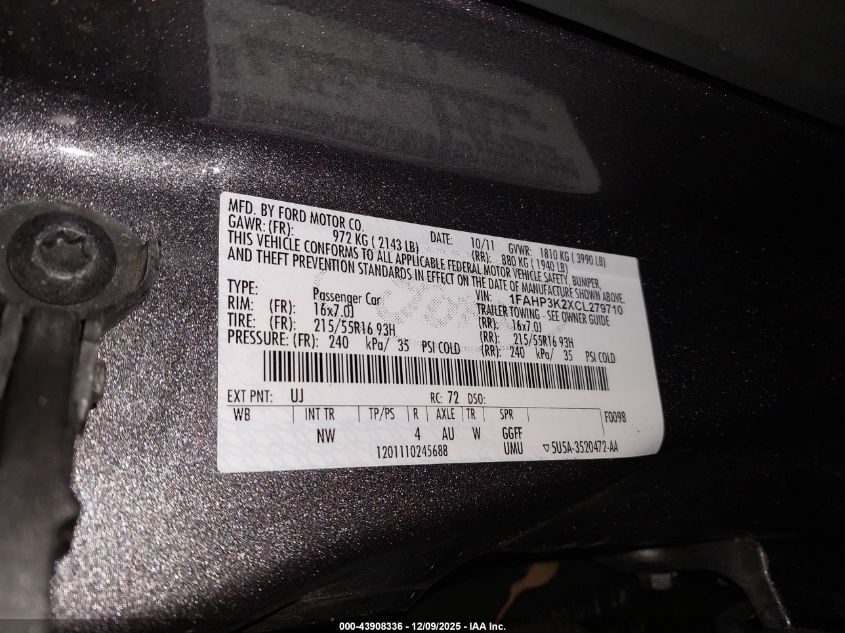 MFD. BY FORD MOTOR CO.
DATE: 10/11 GVWR: 1810 KG ( 3990 LB)
GAWR: (FR): 972 KG ( 2143 LB) (RR): 880 KG ( 1940 LB)
THIS VEHICLE CONFORMS TO ALL APPLICABLE FEDERAL MOTOR VEHICLE SAFETY, BUMPER,
AND THEFT PREVENTION STANDARDS IN EFFECT ON THE DATE OF MANUFACTURE SHOWN ABOVE.
VIN: 1FAHP3K2XCL279710
TYPE: Passenger Car TRAILER TOWING - SEE OWNER GUIDE
RIM: (FR): 16x7.0J (RR): 16x7.0J
TIRE: (FR): 215/55R16 93H (RR): 215/55R16 93H
PRESSURE: (FR): 240 kPa/ 35 PSI COLD (RR): 240 kPa/ 35 PSI COLD
EXT PNT: UJ RC: 72 DSO:
WB INT TR TP/PS R AXLE TR SPR F0098
NW 4 AU W GGFF
1201110245688 UMU ▽5U5A-3520472-AA
000-43908336 - 12/09/2025 - IAA Inc.